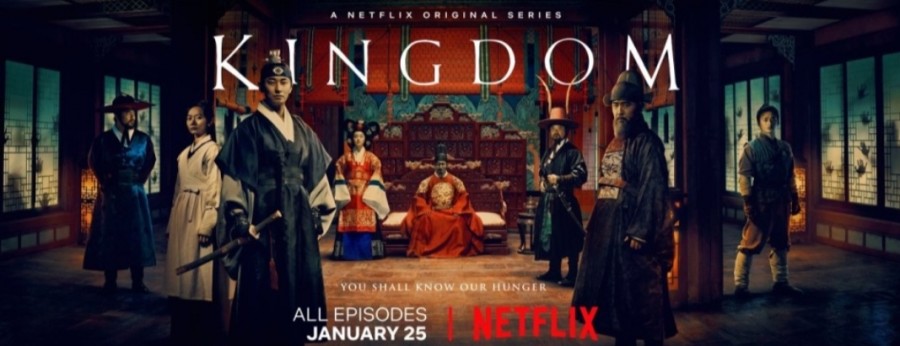 A NETFLIX ORIGINAL SERIES
KINGDOM
YOU SHALL KNOW OUR HUNGER
ALL EPISODES
JANUARY 25
NETFLIX